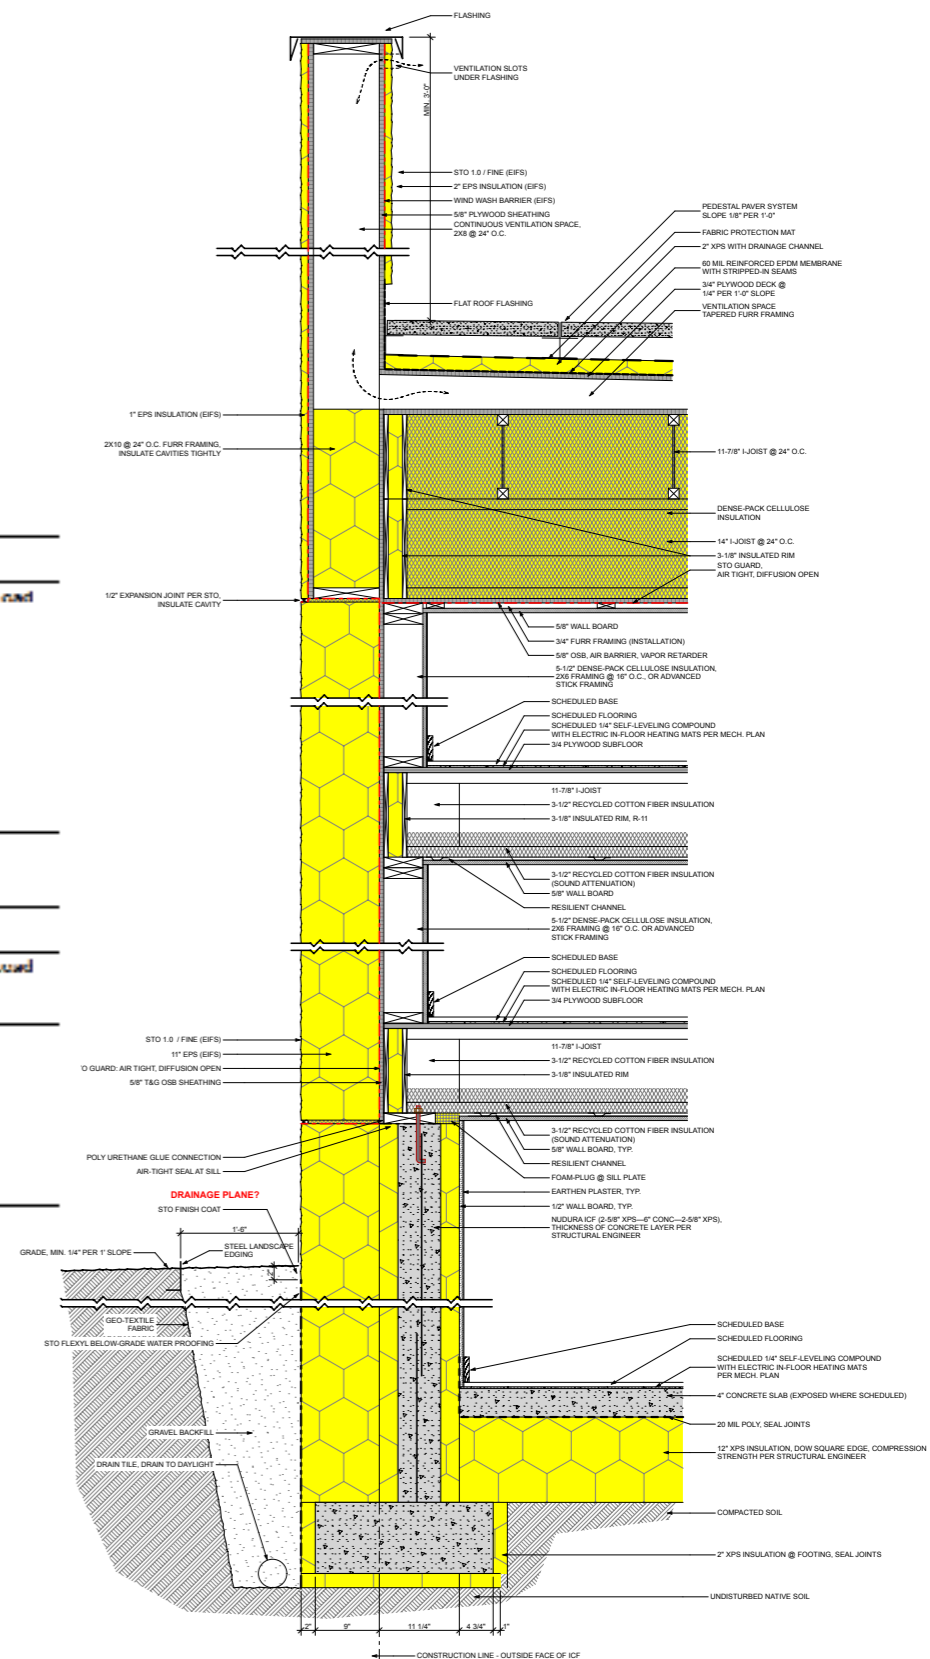 FLASHING
VENTILATION SLOTS
UNDER FLASHING
MIN. 3'-0"
STO 1.0 / FINE (EIFS)
2" EPS INSULATION (EIFS)
WIND WASH BARRIER (EIFS)
5/8" PLYWOOD SHEATHING
CONTINUOUS VENTILATION SPACE,
2X8 @ 24" O.C.
PEDESTAL PAVER SYSTEM
SLOPE 1/8" PER 1'-0"
FABRIC PROTECTION MAT
2" XPS WITH DRAINAGE CHANNEL
60 MIL REINFORCED EPDM MEMBRANE
WITH STRIPPED-IN SEAMS
3/4" PLYWOOD DECK @
1/4" PER 1'-0" SLOPE
VENTILATION SPACE
TAPERED FURR FRAMING
FLAT ROOF FLASHING
1" EPS INSULATION (EIFS)
2X10 @ 24" O.C. FURR FRAMING,
INSULATE CAVITIES TIGHTLY
11-7/8" I-JOIST @ 24" O.C.
DENSE-PACK CELLULOSE
INSULATION
14" I-JOIST @ 24" O.C.
3-1/8" INSULATED RIM
STO GUARD,
AIR TIGHT, DIFFUSION OPEN
1/2" EXPANSION JOINT PER STO,
INSULATE CAVITY
5/8" WALL BOARD
3/4" FURR FRAMING (INSTALLATION)
5/8" OSB, AIR BARRIER, VAPOR RETARDER
5-1/2" DENSE-PACK CELLULOSE INSULATION,
2X6 FRAMING @ 16" O.C., OR ADVANCED
STICK FRAMING
SCHEDULED BASE
SCHEDULED FLOORING
SCHEDULED 1/4" SELF-LEVELING COMPOUND
WITH ELECTRIC IN-FLOOR HEATING MATS PER MECH. PLAN
3/4 PLYWOOD SUBFLOOR
11-7/8" I-JOIST
3-1/2" RECYCLED COTTON FIBER INSULATION
3-1/8" INSULATED RIM, R-11
3-1/2" RECYCLED COTTON FIBER INSULATION
(SOUND ATTENUATION)
5/8" WALL BOARD
RESILIENT CHANNEL
5-1/2" DENSE-PACK CELLULOSE INSULATION,
2X6 FRAMING @ 16" O.C. OR ADVANCED
STICK FRAMING
SCHEDULED BASE
SCHEDULED FLOORING
SCHEDULED 1/4" SELF-LEVELING COMPOUND
WITH ELECTRIC IN-FLOOR HEATING MATS PER MECH. PLAN
3/4 PLYWOOD SUBFLOOR
STO 1.0 / FINE (EIFS)
11" EPS (EIFS)
'O GUARD: AIR TIGHT, DIFFUSION OPEN
5/8" T&G OSB SHEATHING
11-7/8" I-JOIST
3-1/2" RECYCLED COTTON FIBER INSULATION
3-1/8" INSULATED RIM
3-1/2" RECYCLED COTTON FIBER INSULATION
(SOUND ATTENUATION)
5/8" WALL BOARD, TYP.
RESILIENT CHANNEL
FOAM-PLUG @ SILL PLATE
EARTHEN PLASTER, TYP.
1/2" WALL BOARD, TYP.
NUDURA ICF (2-5/8" XPS—6" CONC—2-5/8" XPS),
THICKNESS OF CONCRETE LAYER PER
STRUCTURAL ENGINEER
POLY URETHANE GLUE CONNECTION
AIR-TIGHT SEAL AT SILL
DRAINAGE PLANE?
STO FINISH COAT
1'-6"
STEEL LANDSCAPE
EDGING
GRADE, MIN. 1/4" PER 1' SLOPE
2"
GEO-TEXTILE
FABRIC
STO FLEXYL BELOW-GRADE WATER PROOFING
GRAVEL BACKFILL
DRAIN TILE, DRAIN TO DAYLIGHT
SCHEDULED BASE
SCHEDULED FLOORING
SCHEDULED 1/4" SELF-LEVELING COMPOUND
WITH ELECTRIC IN-FLOOR HEATING MATS
PER MECH. PLAN
4" CONCRETE SLAB (EXPOSED WHERE SCHEDULED)
20 MIL POLY, SEAL JOINTS
12" XPS INSULATION, DOW SQUARE EDGE, COMPRESSION
STRENGTH PER STRUCTURAL ENGINEER
COMPACTED SOIL
2" XPS INSULATION @ FOOTING, SEAL JOINTS
UNDISTURBED NATIVE SOIL
2" 9" 11 1/4" 4 3/4" 1"
CONSTRUCTION LINE - OUTSIDE FACE OF ICF